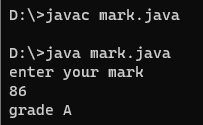 D:\>javac mark.java
D:\>java mark.java
enter your mark
86
grade A